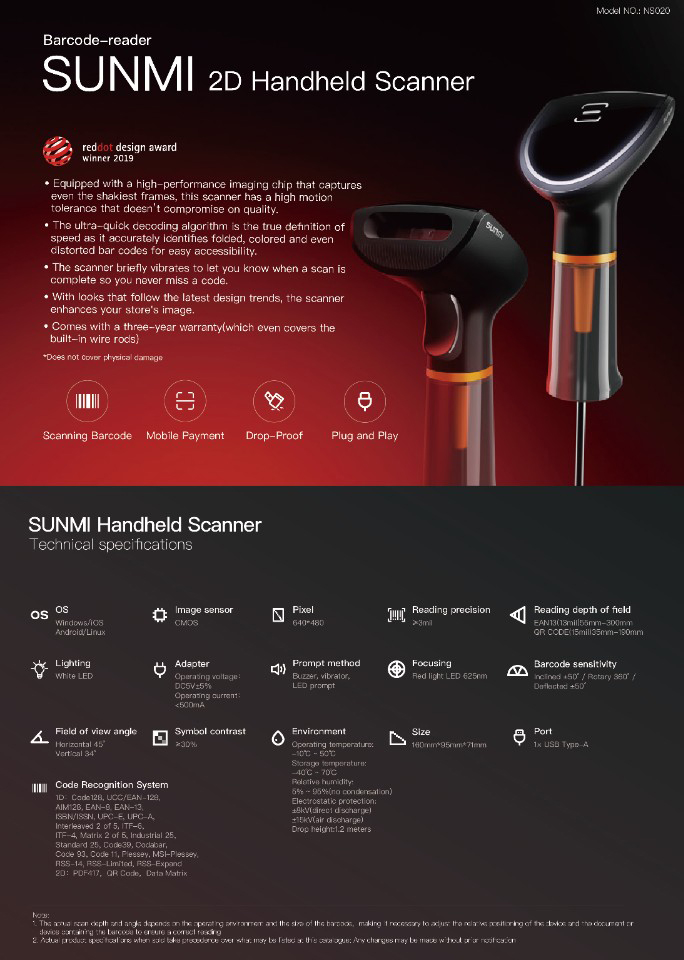 Model NO.: NS020
Barcode-reader
SUNMI 2D Handheld Scanner
reddot design award
winner 2019
• Equipped with a high-performance imaging chip that captures
even the shakiest frames, this scanner has a high motion
tolerance that doesn't compromise on quality.
• The ultra-quick decoding algorithm is the true definition of
speed as it accurately identifies folded, colored and even
distorted bar codes for easy accessibility.
• The scanner briefly vibrates to let you know when a scan is
complete so you never miss a code.
• With looks that follow the latest design trends, the scanner
enhances your store's image.
• Comes with a three-year warranty(which even covers the
built-in wire rods)
*Does not cover physical damage
SUNMI
Scanning Barcode
Mobile Payment
Drop-Proof
Plug and Play
SUNMI Handheld Scanner
Technical specifications
OS
OS
Windows/iOS
Android/Linux
Image sensor
CMOS
Pixel
640*480
Reading precision
≥3mil
Reading depth of field
EAN13(13mil)55mm-300mm
QR CODE(15mil)35mm-190mm
Lighting
White LED
Adapter
Operating voltage:
DC5V±5%
Operating current:
<500mA
Prompt method
Buzzer, vibrator,
LED prompt
Focusing
Red light LED 625nm
Barcode sensitivity
Inclined ±50° / Rotary 360° /
Deflected ±50°
Field of view angle
Horizontal 45°
Vertical 34°
Symbol contrast
≥30%
Environment
Operating temperature:
-10℃ - 50℃
Storage temperature:
-40℃ - 70℃
Relative humidity:
5% - 95%(no condensation)
Electrostatic protection:
±8kV(direct discharge)
±15kV(air discharge)
Drop height:1.2 meters
Size
160mm*95mm*71mm
Port
1x USB Type-A
Code Recognition System
1D: Code128, UCC/EAN-128,
AIM128, EAN-8, EAN-13,
ISBN/ISSN, UPC-E, UPC-A,
Interleaved 2 of 5, ITF-6,
ITF-4, Matrix 2 of 5, Industrial 25,
Standard 25, Code39, Codabar,
Code 93, Code 11, Plessey, MSI-Plessey,
RSS-14, RSS-Limited, RSS-Expand
2D: PDF417, QR Code, Data Matrix
Note:
1. The actual scan depth and angle depends on the operating environment and the size of the barcode, making it necessary to adjust the relative positioning of the device and the document or
device containing the barcode to ensure a correct reading
2. Actual product specifications when sold take precedence over what may be listed at this catalogue; Any changes may be made without prior notification